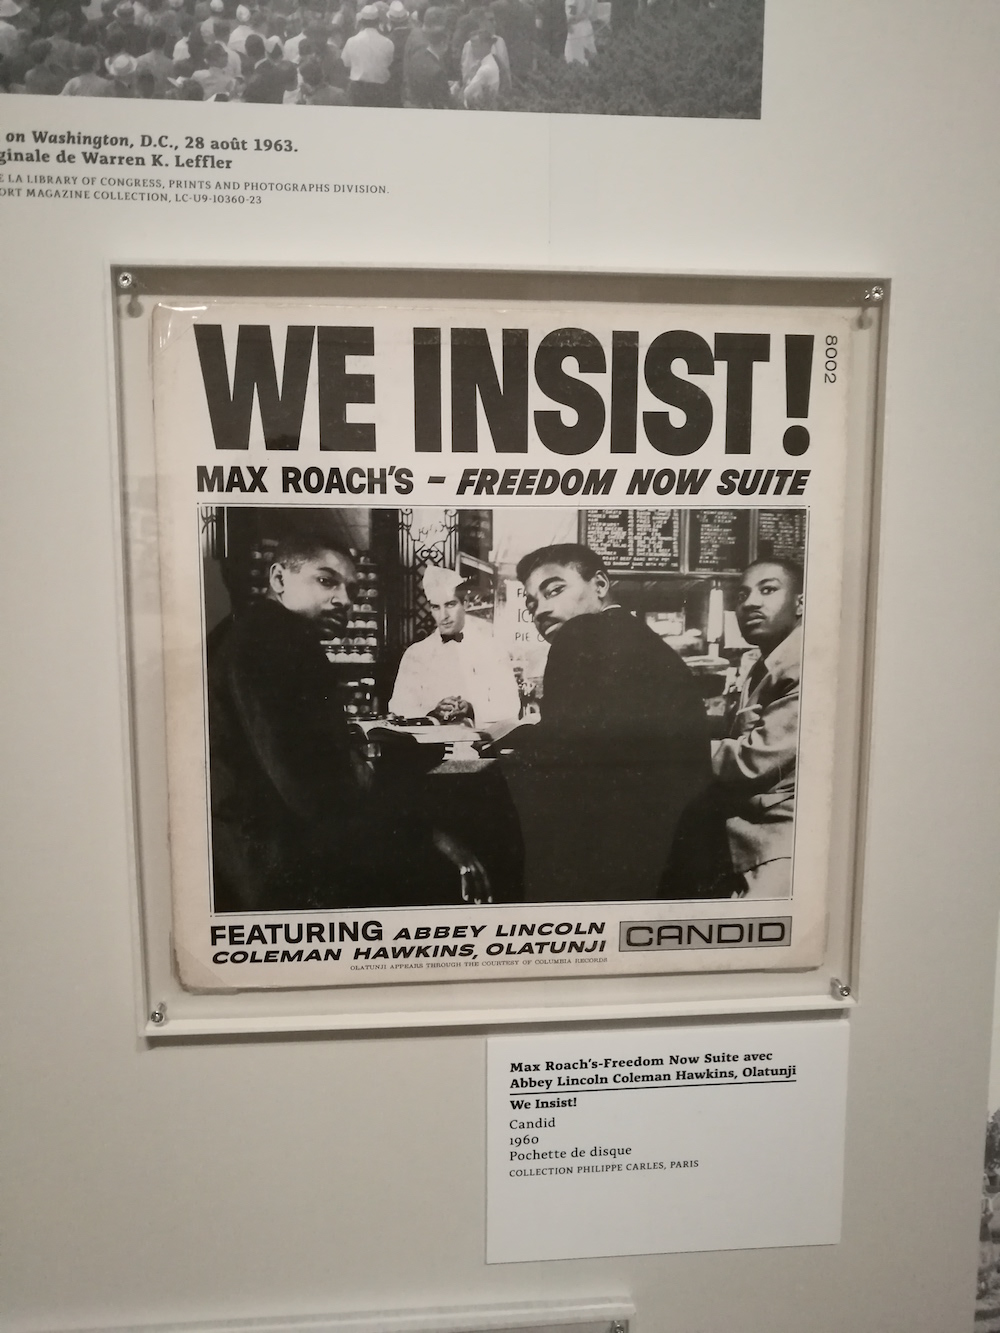 on Washington, D.C., 28 août 1963.
ginale de Warren K. Leffler
E LA LIBRARY OF CONGRESS, PRINTS AND PHOTOGRAPHS DIVISION.
ORT MAGAZINE COLLECTION, LC-U9-10360-23
WE INSIST!
8002
MAX ROACH'S - FREEDOM NOW SUITE
PIE
FEATURING ABBEY LINCOLN
COLEMAN HAWKINS, OLATUNJI
OLATUNJI APPEARS THROUGH THE COURTESY OF COLUMBIA RECORDS
CANDID
Max Roach's-Freedom Now Suite avec
Abbey Lincoln Coleman Hawkins, Olatunji
We Insist!
Candid
1960
Pochette de disque
COLLECTION PHILIPPE CARLES, PARIS